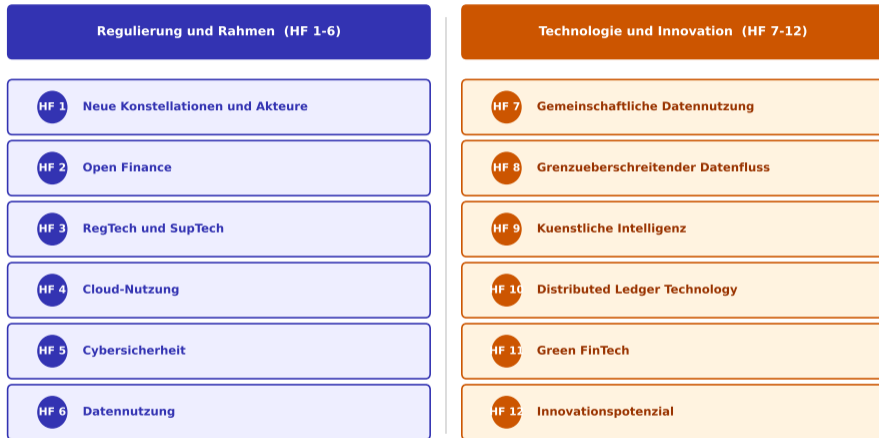 Regulierung und Rahmen (HF 1-6)
HF 1 Neue Konstellationen und Akteure
HF 2 Open Finance
HF 3 RegTech und SupTech
HF 4 Cloud-Nutzung
HF 5 Cybersicherheit
HF 6 Datennutzung
Technologie und Innovation (HF 7-12)
HF 7 Gemeinschaftliche Datennutzung
HF 8 Grenzueberschreitender Datenfluss
HF 9 Kuenstliche Intelligenz
HF 10 Distributed Ledger Technology
HF 11 Green FinTech
HF 12 Innovationspotenzial